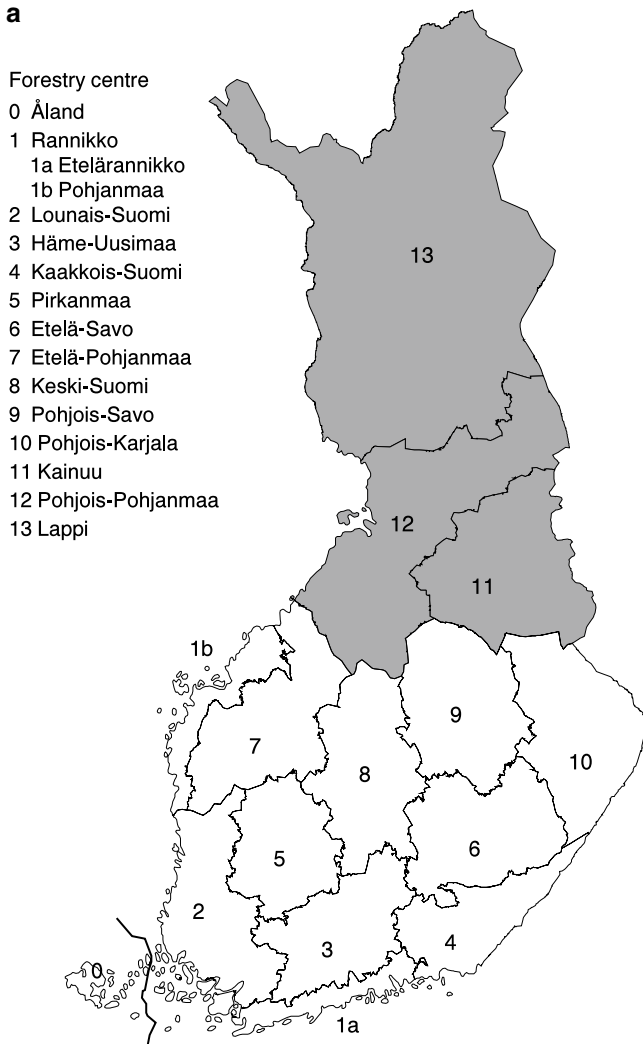 a
Forestry centre
0 Åland
1 Rannikko
1a Etelärannikko
1b Pohjanmaa
2 Lounais-Suomi
3 Häme-Uusimaa
4 Kaakkois-Suomi
5 Pirkanmaa
6 Etelä-Savo
7 Etelä-Pohjanmaa
8 Keski-Suomi
9 Pohjois-Savo
10 Pohjois-Karjala
11 Kainuu
12 Pohjois-Pohjanmaa
13 Lappi
13
12
11
1b
9
7
10
8
6
5
2
4
3
0
1a